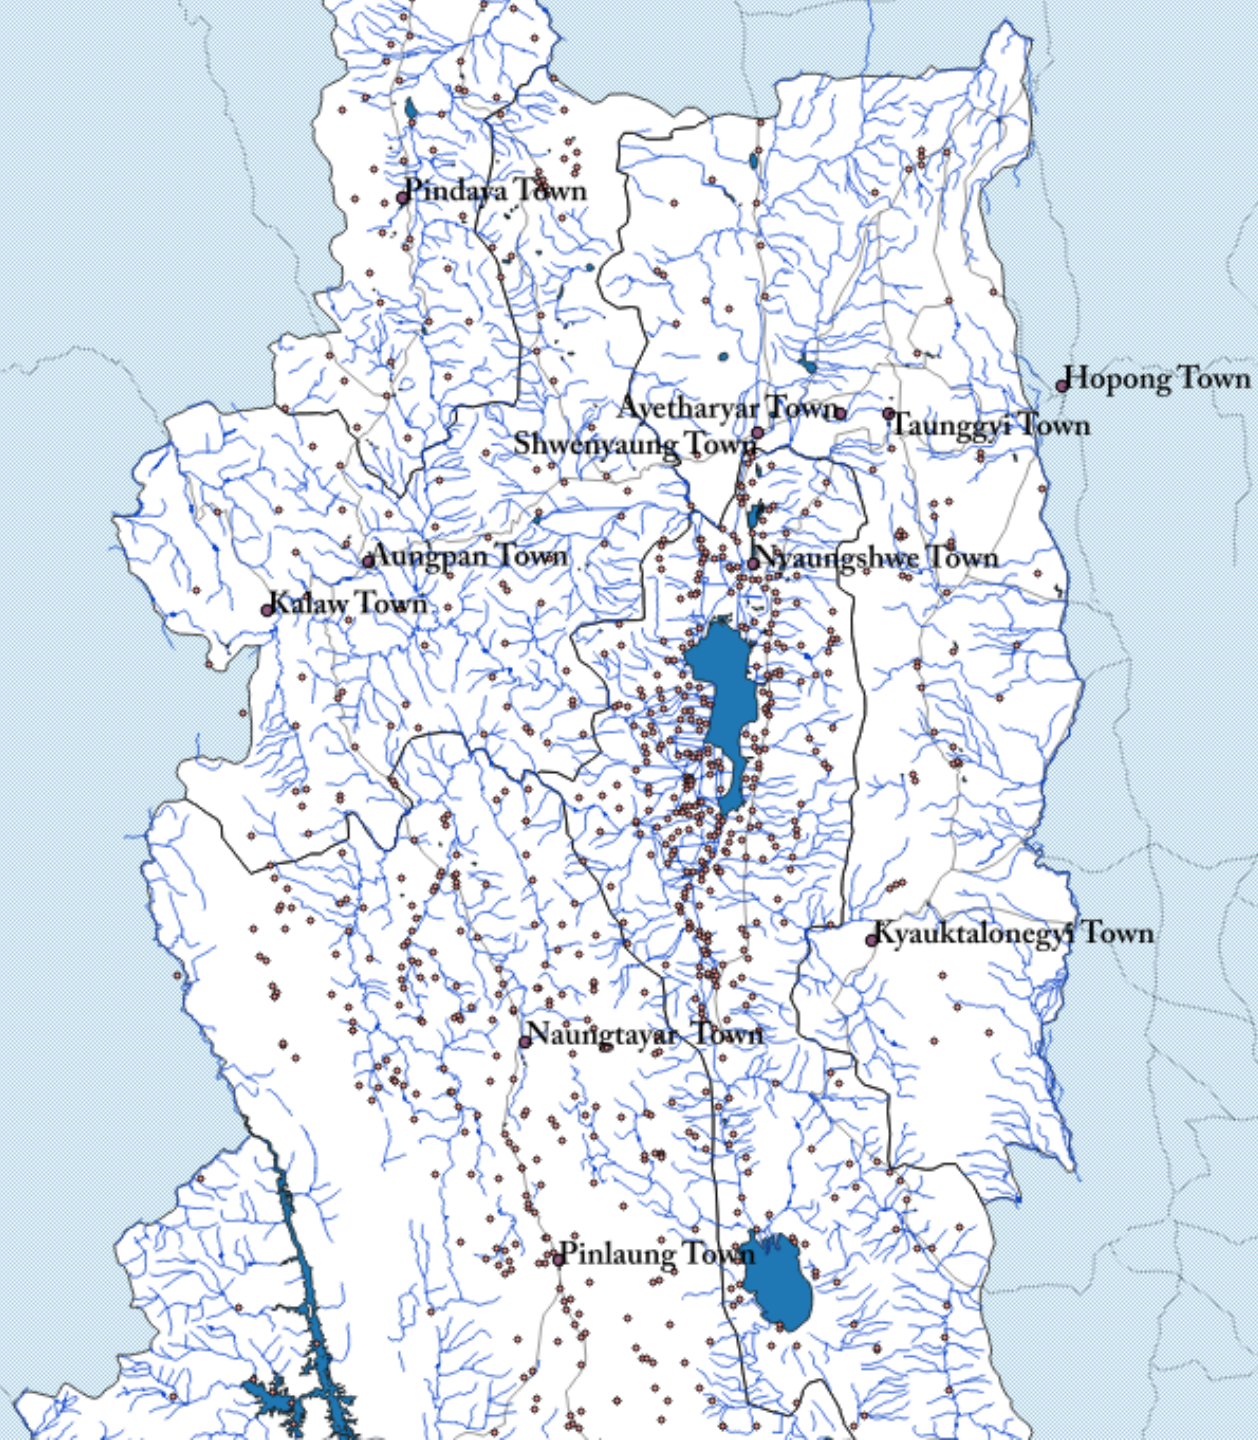 Pindaya Town
Hopong Town
Ayetharyar Town
Taunggyi Town
Shwenyaung Town
Aungpan Town
Nyaungshwe Town
Kalaw Town
Kyauktalonegyi Town
Naungtayar Town
Pinlaung Town